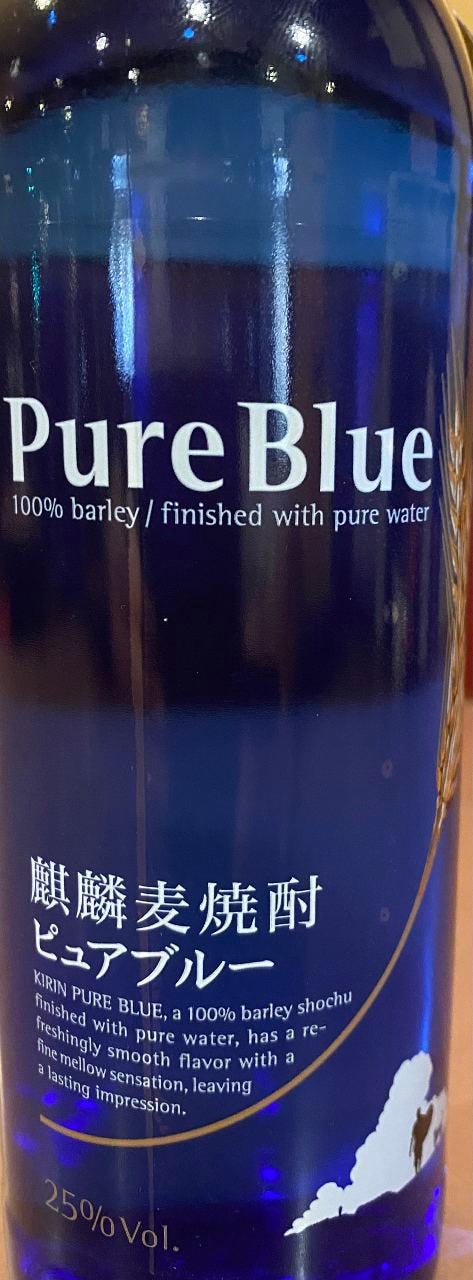 Pure Blue
100% barley / finished with pure water
麒麟麦焼酎
ピュアブルー
KIRIN PURE BLUE, a 100% barley shochu
finished with pure water, has a re-
freshingly smooth flavor with a
fine mellow sensation, leaving
a lasting impression.
25%Vol.